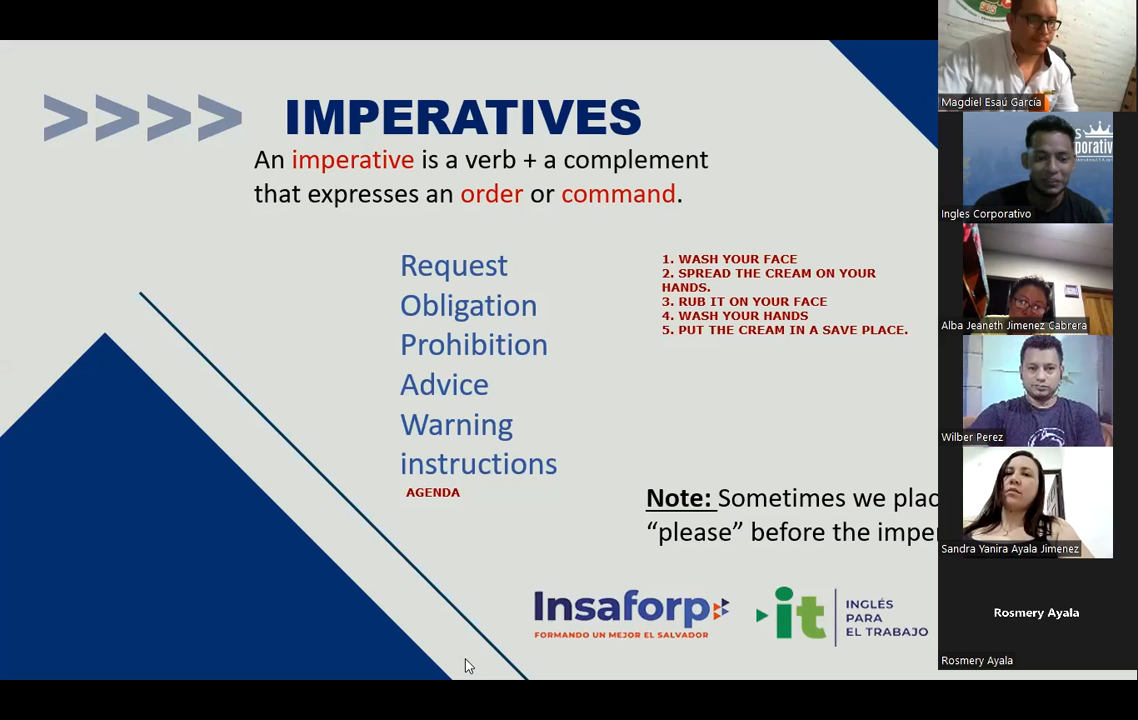 >>>> IMPERATIVES
An imperative is a verb + a complement
that expresses an order or command.
Request
Obligation
Prohibition
Advice
Warning
instructions
AGENDA
1. WASH YOUR FACE
2. SPREAD THE CREAM ON YOUR
HANDS.
3. RUB IT ON YOUR FACE
4. WASH YOUR HANDS
5. PUT THE CREAM IN A SAVE PLACE.
Note: Sometimes we plac
“please” before the impe
Insaforp
FORMANDO UN MEJOR EL SALVADOR
it
INGLÉS
PARA
EL TRABAJO
Magdiel Esaú García
Ingles Corporativo
Alba Jeaneth Jimenez Cabrera
Wilber Perez
Sandra Yanira Ayala Jimenez
Rosmery Ayala
Rosmery Ayala